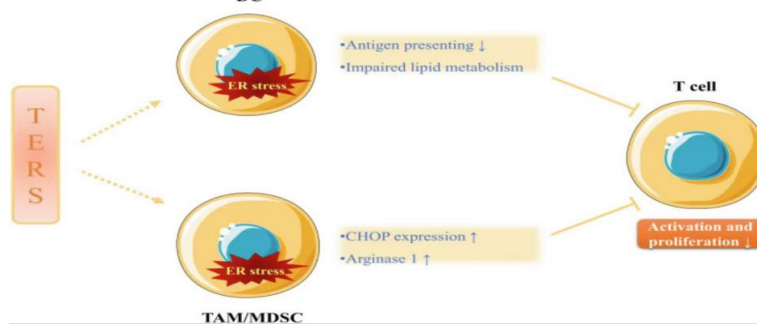 ER stress
•Antigen presenting ↓
•Impaired lipid metabolism
T cell
T
E
R
S
Activation and
proliferation ↓
ER stress
•CHOP expression ↑
•Arginase 1 ↑
TAM/MDSC